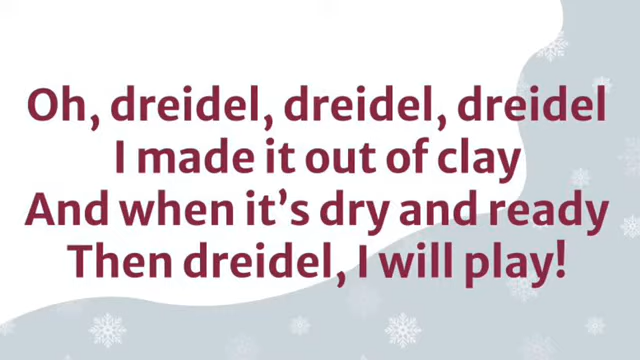 Oh, dreidel, dreidel, dreidel
I made it out of clay
And when it’s dry and ready
Then dreidel, I will play!